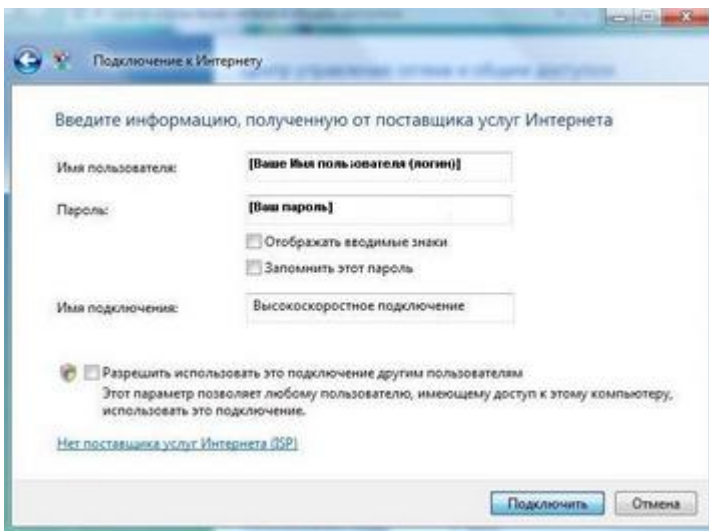 Подключение к Интернету
Введите информацию, полученную от поставщика услуг Интернета
Имя пользователя: [Ваше Имя пользователя (логин)]
Пароль: [Ваш пароль]
Отображать вводимые знаки
Запомнить этот пароль
Имя подключения: Высокоскоростное подключение
Разрешить использовать это подключение другим пользователям
Этот параметр позволяет любому пользователю, имеющему доступ к этому компьютеру,
использовать это подключение.
Нет поставщика услуг Интернета (ISP)
Подключить Отмена